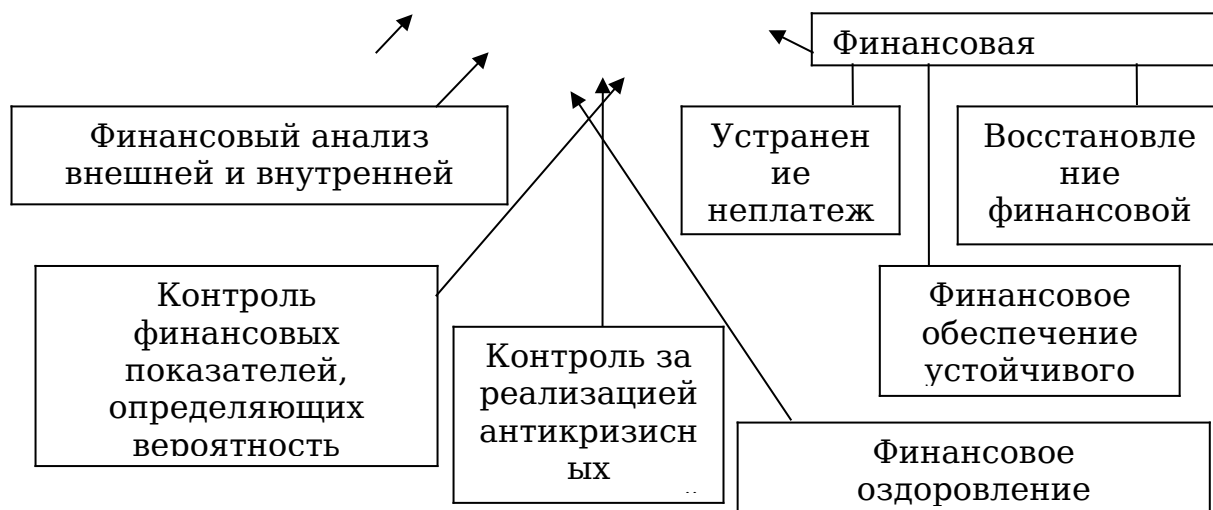 Финансовая
Финансовый анализ
внешней и внутренней
Устранен
ие
неплатеж
Восстановле
ние
финансовой
Контроль
финансовых
показателей,
определяющих
вероятность
Контроль за
реализацией
антикризисн
ых
Финансовое
обеспечение
устойчивого
Финансовое
оздоровление